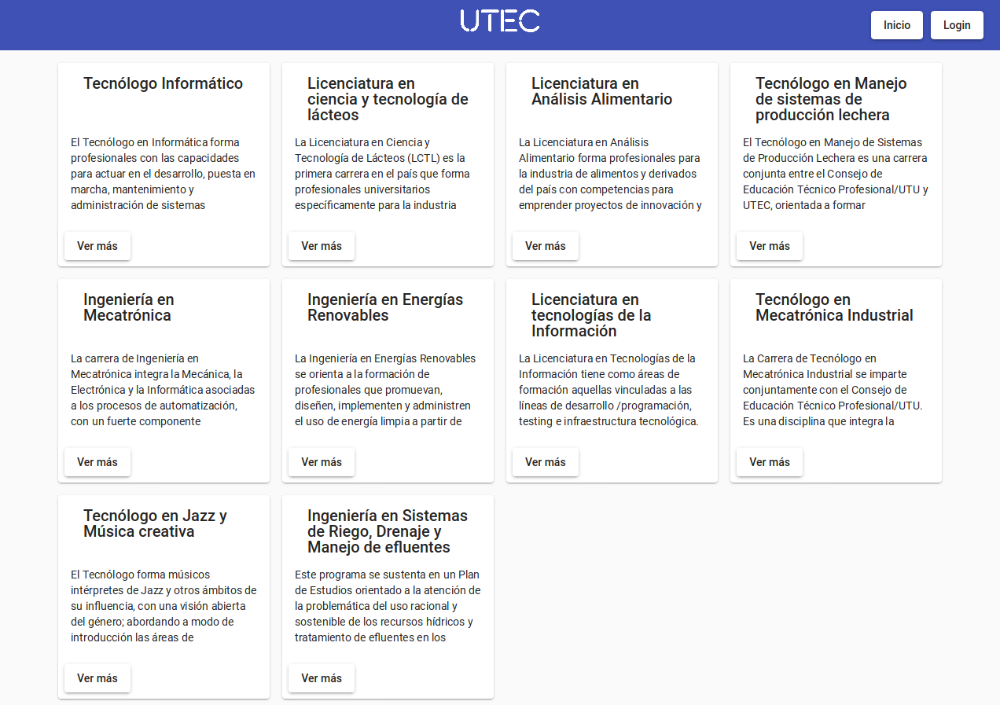 UTEC
Inicio
Login
Tecnólogo Informático
El Tecnólogo en Informática forma
profesionales con las capacidades
para actuar en el desarrollo, puesta en
marcha, mantenimiento y
administración de sistemas
Ver más
Licenciatura en
ciencia y tecnología de
lácteos
La Licenciatura en Ciencia y
Tecnología de Lácteos (LCTL) es la
primera carrera en el país que forma
profesionales universitarios
específicamente para la industria
Ver más
Licenciatura en
Análisis Alimentario
La Licenciatura en Análisis
Alimentario forma profesionales para
la industria de alimentos y derivados
del país con competencias para
emprender proyectos de innovación y
Ver más
Tecnólogo en Manejo
de sistemas de
producción lechera
El Tecnólogo en Manejo de Sistemas
de Producción Lechera es una carrera
conjunta entre el Consejo de
Educación Técnico Profesional/UTU y
UTEC, orientada a formar
Ver más
Ingeniería en
Mecatrónica
La carrera de Ingeniería en
Mecatrónica integra la Mecánica, la
Electrónica y la Informática asociadas
a los procesos de automatización,
con un fuerte componente
Ver más
Ingeniería en Energías
Renovables
La Ingeniería en Energías Renovables
se orienta a la formación de
profesionales que promuevan,
diseñen, implementen y administren
el uso de energía limpia a partir de
Ver más
Licenciatura en
tecnologías de la
Información
La Licenciatura en Tecnologías de la
Información tiene como áreas de
formación aquellas vinculadas a las
líneas de desarrollo /programación,
testing e infraestructura tecnológica.
Ver más
Tecnólogo en
Mecatrónica Industrial
La Carrera de Tecnólogo en
Mecatrónica Industrial se imparte
conjuntamente con el Consejo de
Educación Técnico Profesional/UTU.
Es una disciplina que integra la
Ver más
Tecnólogo en Jazz y
Música creativa
El Tecnólogo forma músicos
intérpretes de Jazz y otros ámbitos de
su influencia, con una visión abierta
del género; abordando a modo de
introducción las áreas de
Ver más
Ingeniería en Sistemas
de Riego, Drenaje y
Manejo de efluentes
Este programa se sustenta en un Plan
de Estudios orientado a la atención de
la problemática del uso racional y
sostenible de los recursos hídricos y
tratamiento de efluentes en los
Ver más